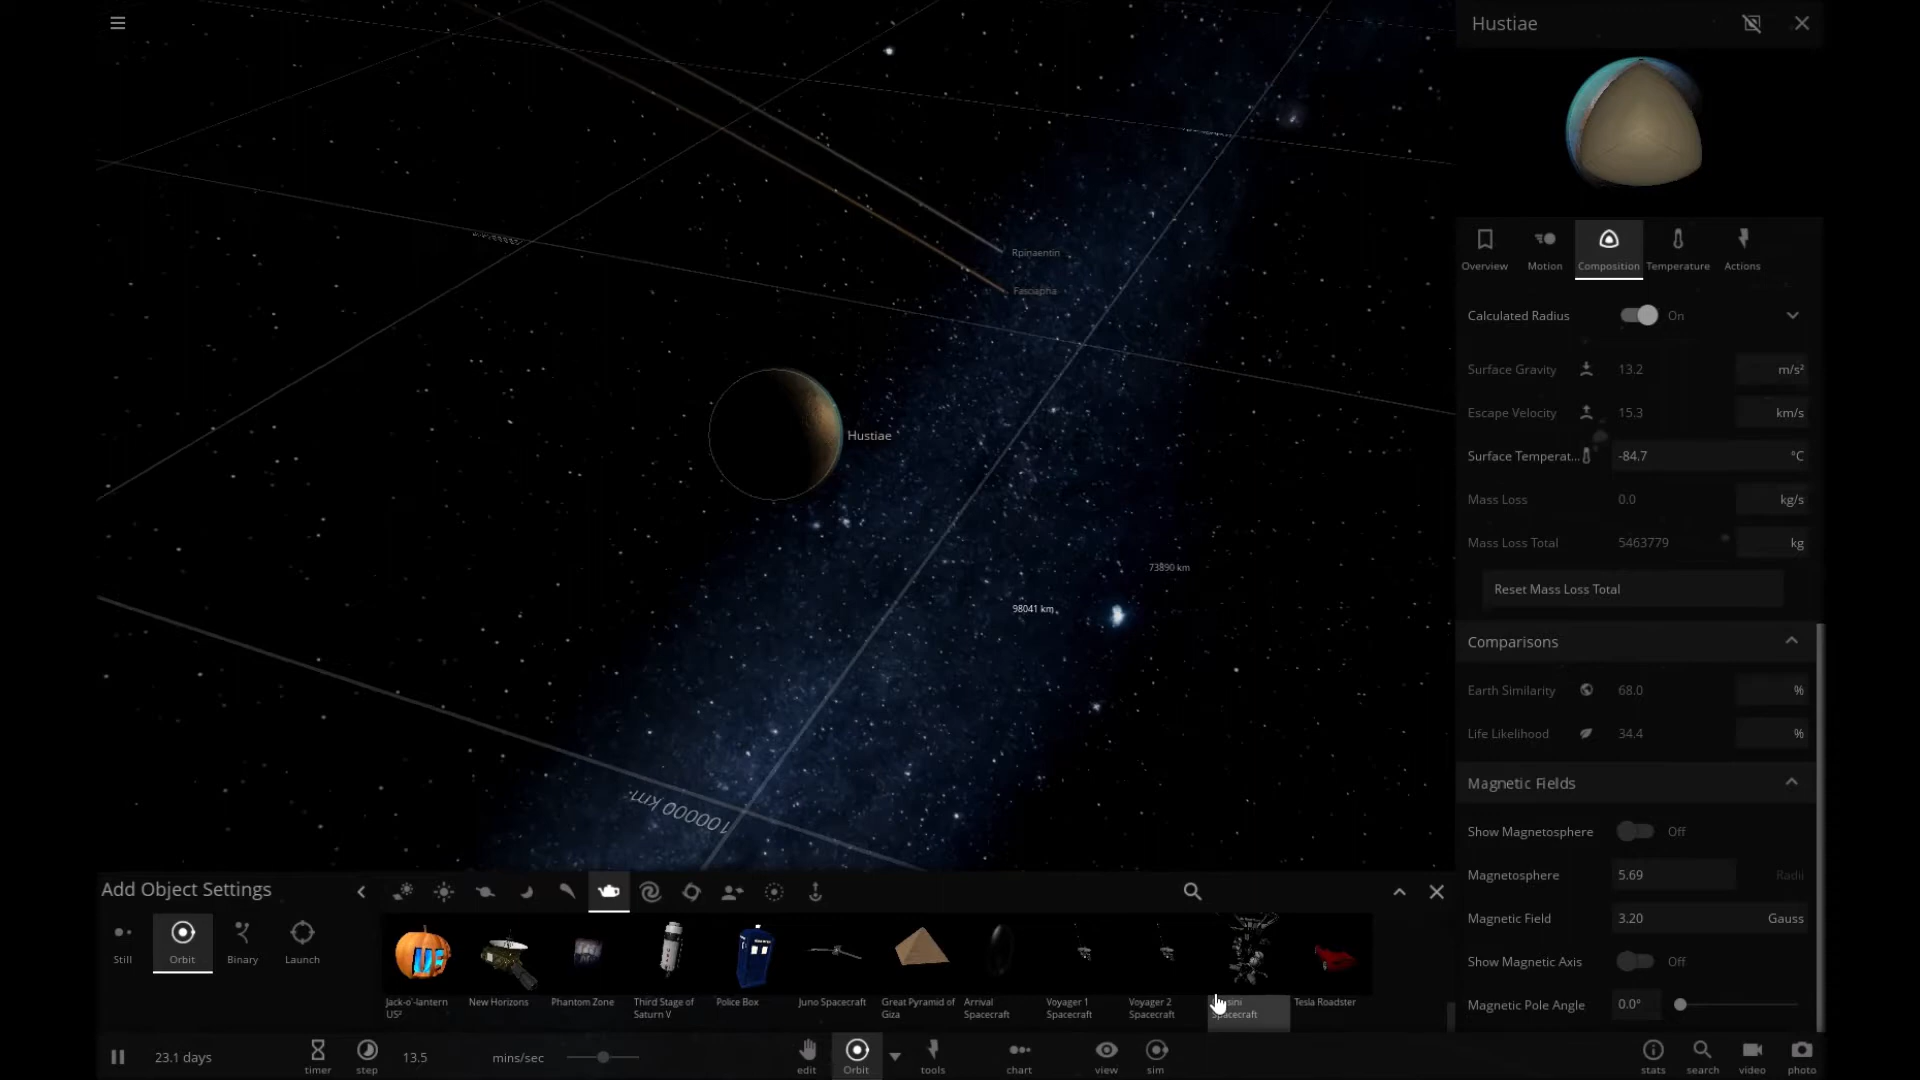 Hustiae
Rpinaentin
Fasciapha
Hustiae
73890 km
98041 km
100000 km
Overview
Motion
Composition
Temperature
Actions
Calculated Radius On
Surface Gravity 13.2 m/s²
Escape Velocity 15.3 km/s
Surface Temperat... -84.7 °C
Mass Loss 0.0 kg/s
Mass Loss Total 5463779 kg
Reset Mass Loss Total
Comparisons
Earth Similarity 68.0 %
Life Likelihood 34.4 %
Magnetic Fields
Show Magnetosphere Off
Magnetosphere 5.69 Radii
Magnetic Field 3.20 Gauss
Show Magnetic Axis Off
Magnetic Pole Angle 0.0°
Add Object Settings
Still
Orbit
Binary
Launch
Jack-o'-lantern
US²
New Horizons
Phantom Zone
Third Stage of
Saturn V
Police Box
Juno Spacecraft
Great Pyramid of
Giza
Arrival
Spacecraft
Voyager 1
Spacecraft
Voyager 2
Spacecraft
Spacecraft
Tesla Roadster
23.1 days
timer
step
13.5 mins/sec
edit
Orbit
tools
chart
view
sim
stats
search
video
photo